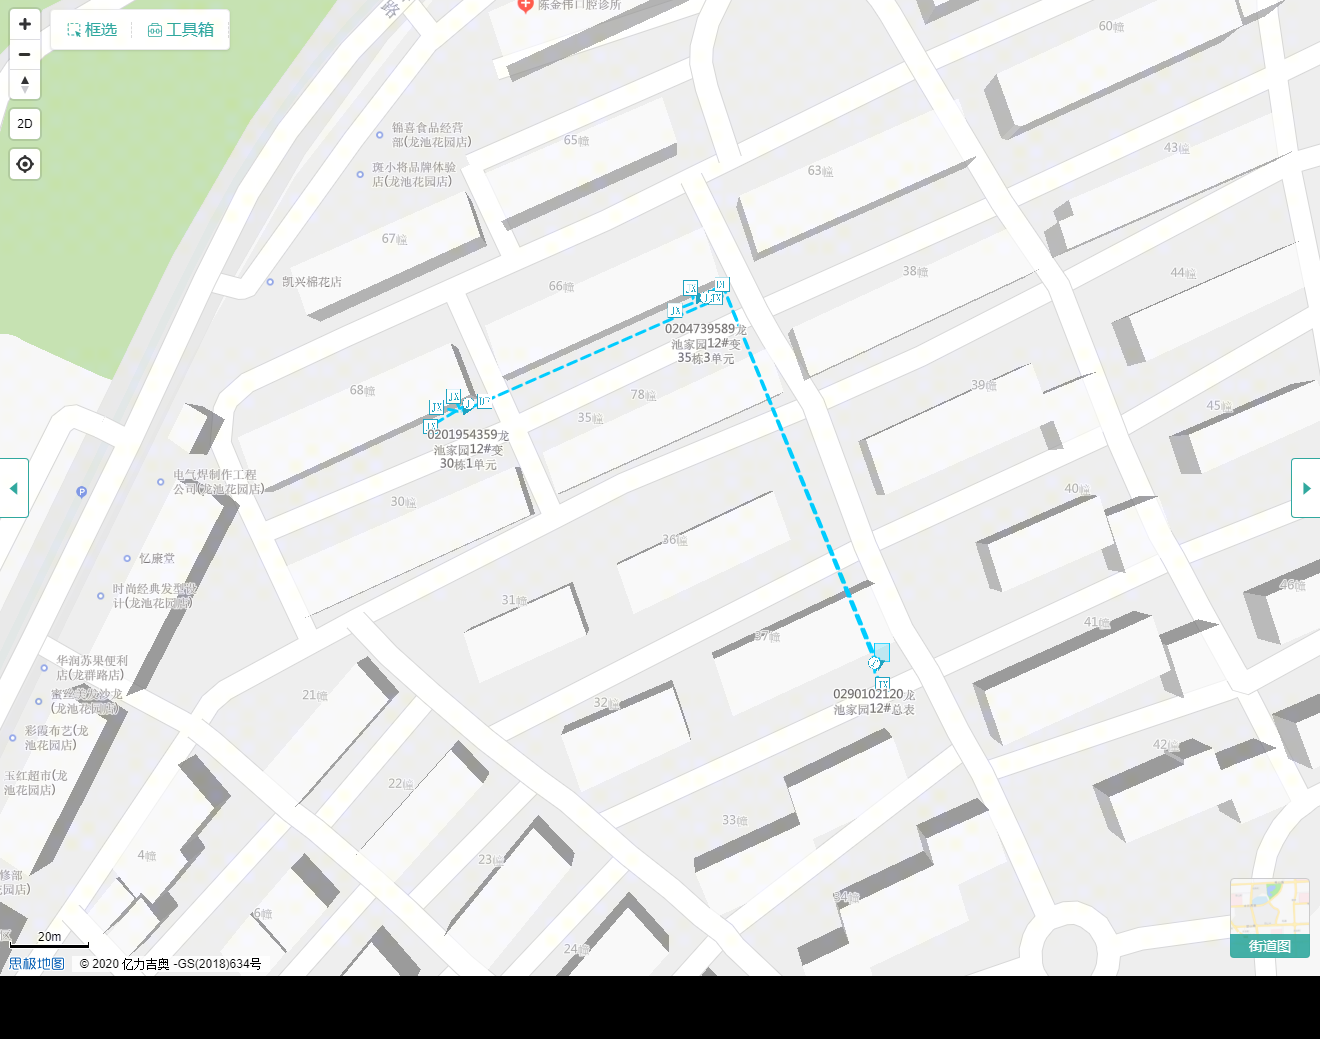 框选
工具箱
2D
路
陈金伟口腔诊所
60幢
锦喜食品经营
部(龙池花园店)
65幢
43幢
斑小将品牌体验
店(龙池花园店)
63幢
67幢
38幢
44幢
凯兴棉花店
66幢
JX
DF
JX
JX
0204739589龙
池家园12#变
35栋3单元
68幢
78幢
39幢
JX
JX
JX
45幢
35幢
0201954359龙
池家园12#变
30栋1单元
电气焊制作工程
公司(龙池花园店)
P
30幢
40幢
36幢
忆康堂
时尚经典发型设
计(龙池花园店)
31幢
46幢
41幢
37幢
华润苏果便利
店(龙群路店)
JX
0290102120龙
池家园12#总表
21幢
32幢
蜜丝美发沙龙
(龙池花园店)
彩霞布艺(龙
池花园店)
42幢
玉红超市(龙
池花园店)
22幢
33幢
4幢
23幢
修部
花园店)
34幢
6幢
24幢
20m
街道图
思极地图
© 2020 亿力吉奥 -GS(2018)634号